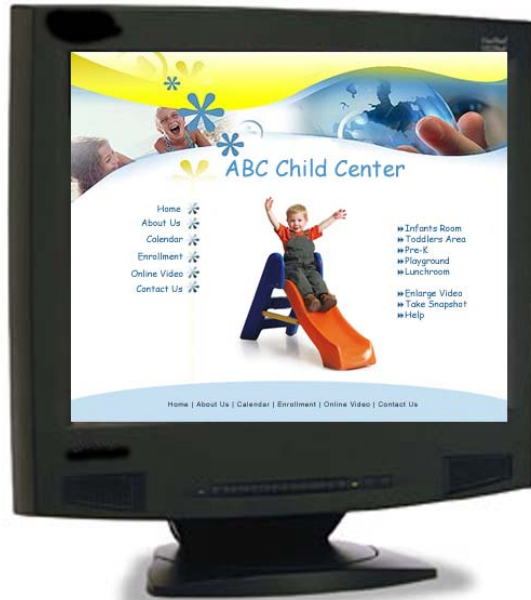 ABC Child Center
Home
About Us
Calendar
Enrollment
Online Video
Contact Us
Infants Room
Toddlers Area
Pre-K
Playground
Lunchroom
Enlarge Video
Take Snapshot
Help
Home | About Us | Calendar | Enrollment | Online Video | Contact Us